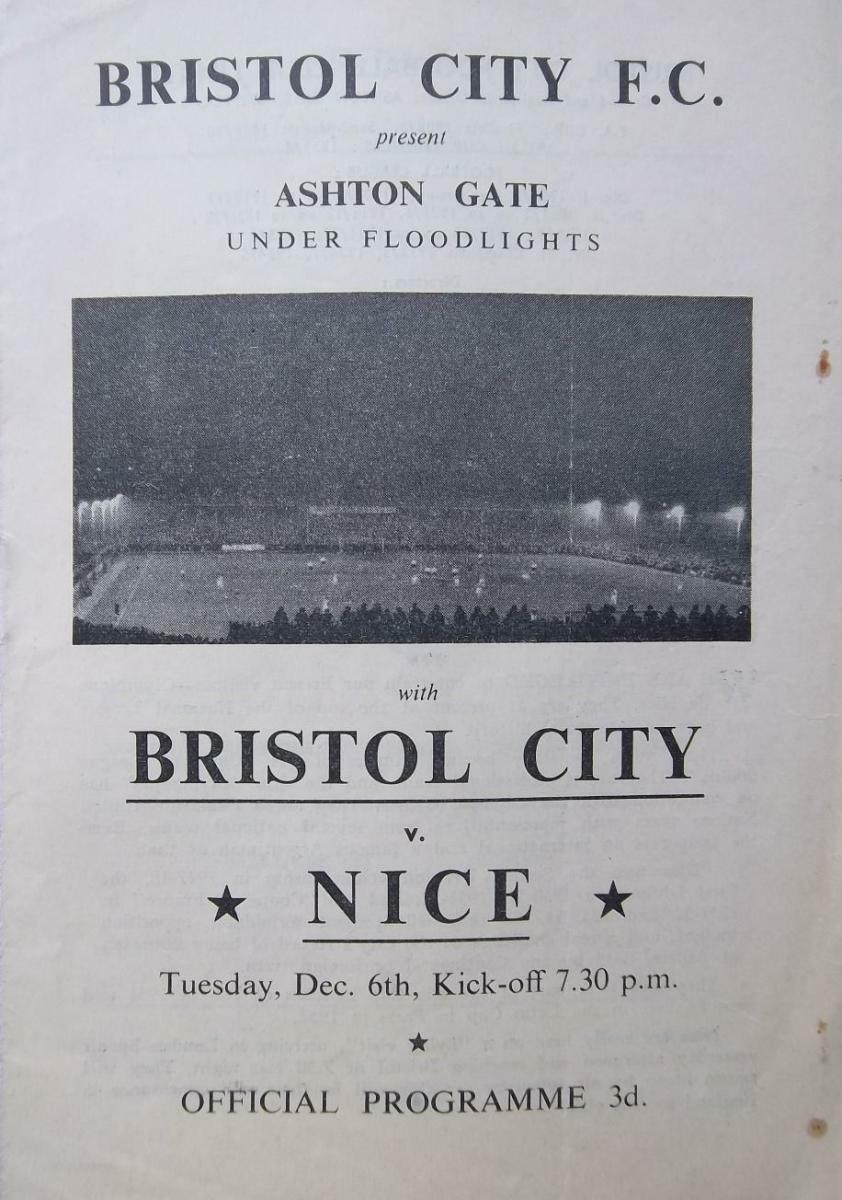 BRISTOL CITY F.C.
present
ASHTON GATE
UNDER FLOODLIGHTS
with
BRISTOL CITY
v.
★ NICE ★
Tuesday, Dec. 6th, Kick-off 7.30 p.m.
★
OFFICIAL PROGRAMME 3d.